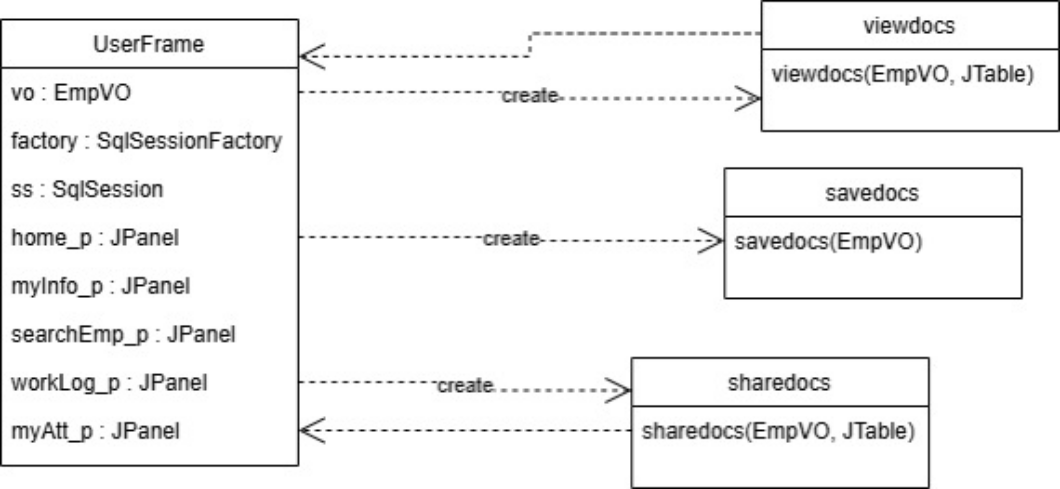 UserFrame
vo : EmpVO
factory : SqlSessionFactory
ss : SqlSession
home_p : JPanel
myInfo_p : JPanel
searchEmp_p : JPanel
workLog_p : JPanel
myAtt_p : JPanel
create
create
create
viewdocs
viewdocs(EmpVO, JTable)
savedocs
savedocs(EmpVO)
sharedocs
sharedocs(EmpVO, JTable)